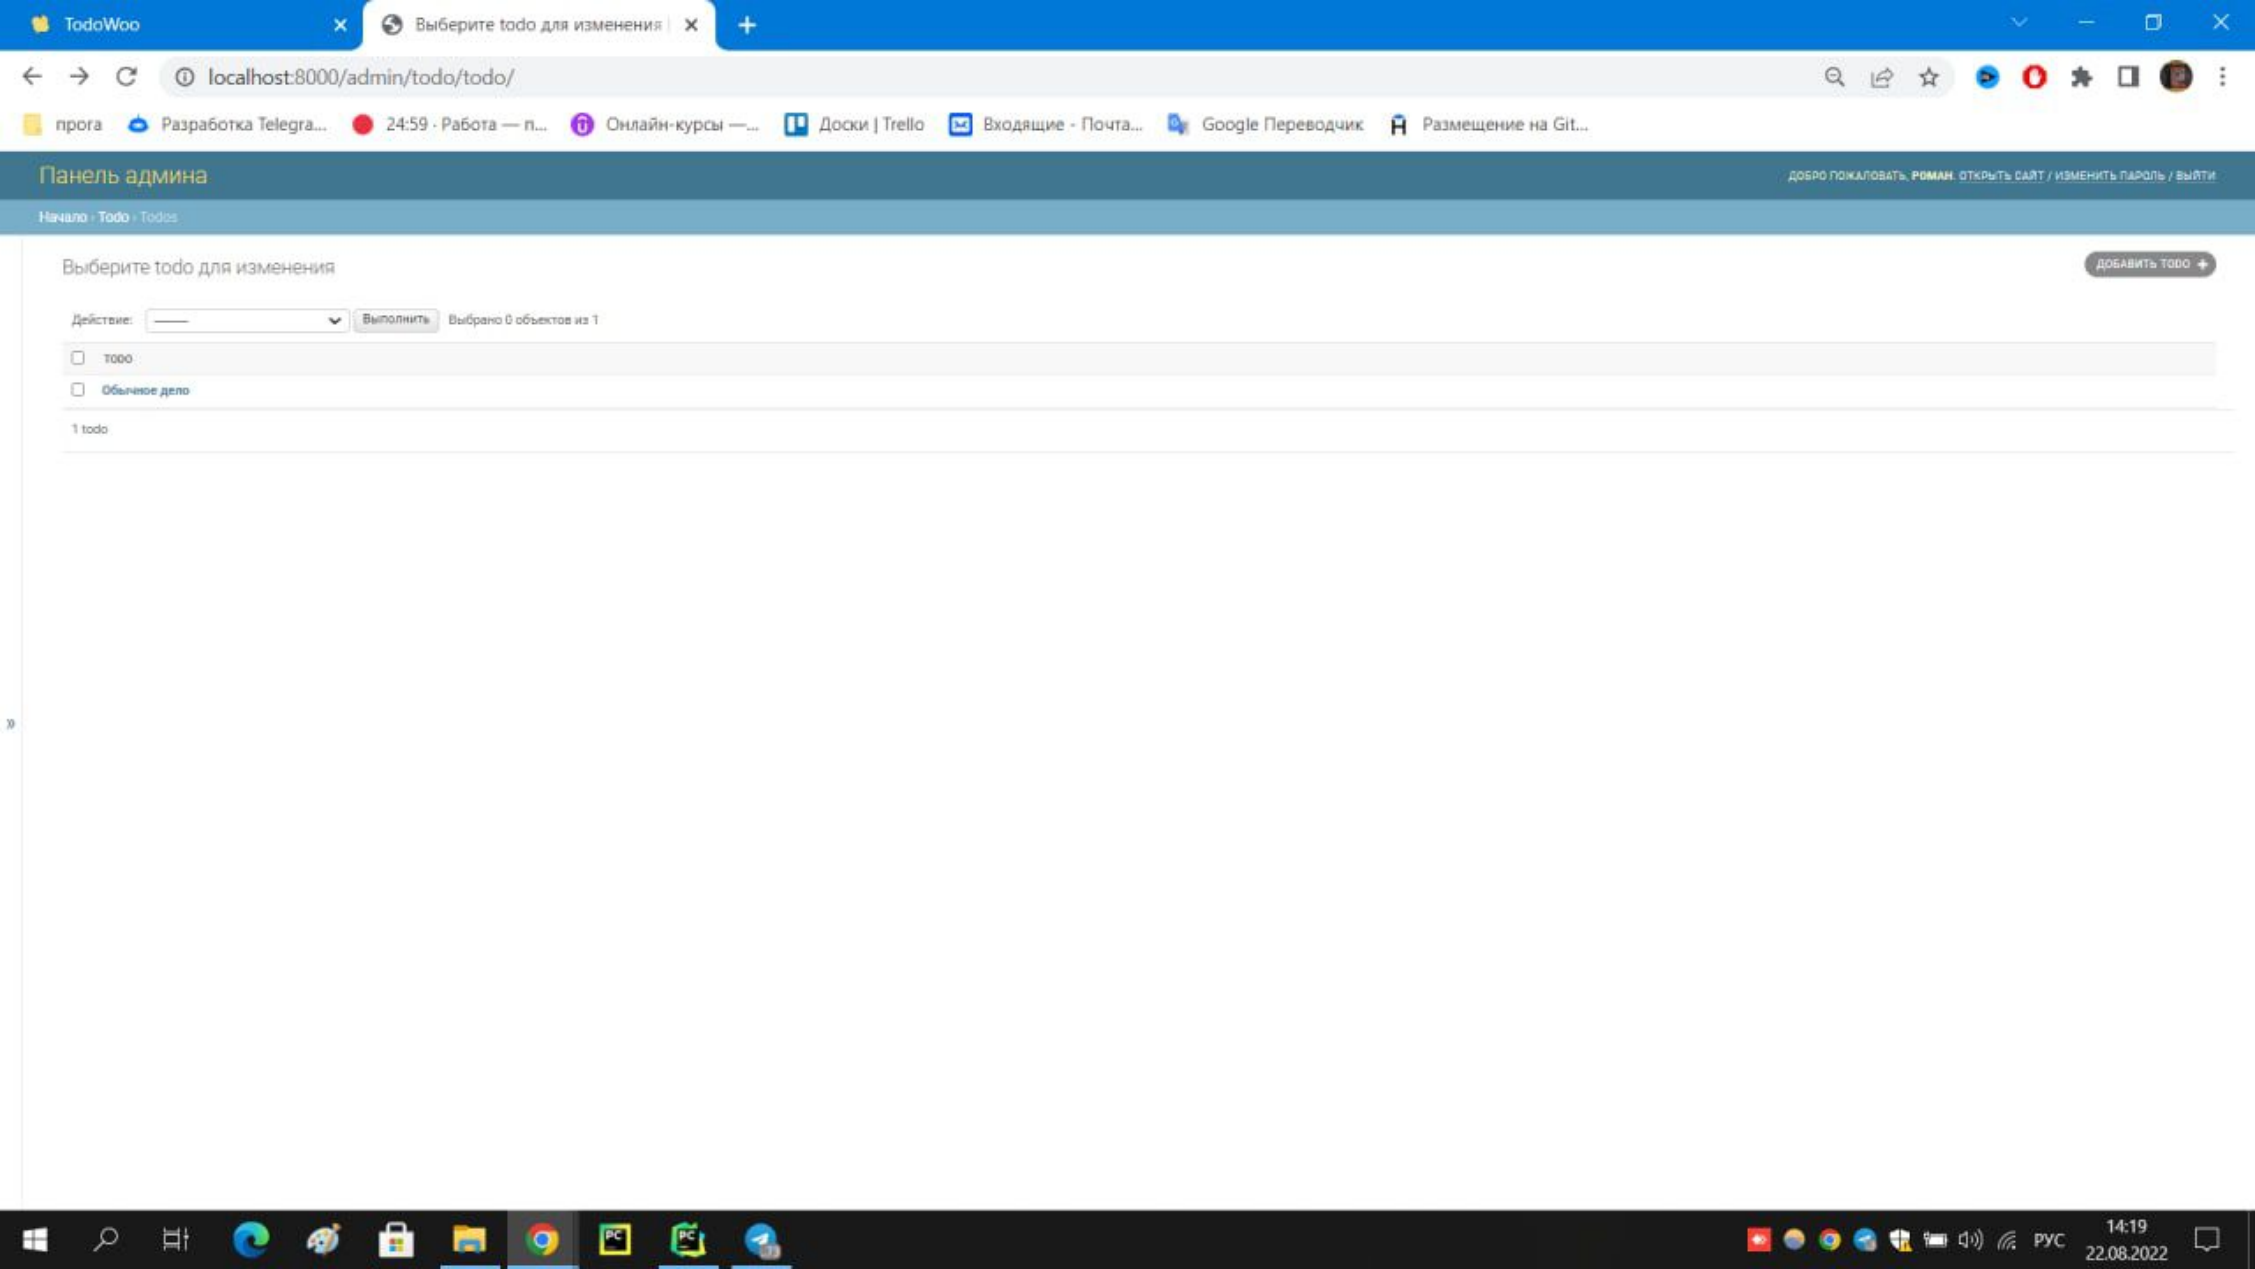 TodoWoo
Выберите todo для изменения
localhost:8000/admin/todo/todo/
прога
Разработка Telegra...
24:59 · Работа — п...
Онлайн-курсы —...
Доски | Trello
Входящие - Почта...
Google Переводчик
Размещение на Git...
Панель админа
ДОБРО ПОЖАЛОВАТЬ, РОМАН. ОТКРЫТЬ САЙТ / ИЗМЕНИТЬ ПАРОЛЬ / ВЫЙТИ
Начало › Todo › Todos
Выберите todo для изменения
ДОБАВИТЬ TODO +
Действие: --------- Выполнить Выбрано 0 объектов из 1
TODO
Обычное дело
1 todo
»
PC
PC
РУС
14:19
22.08.2022